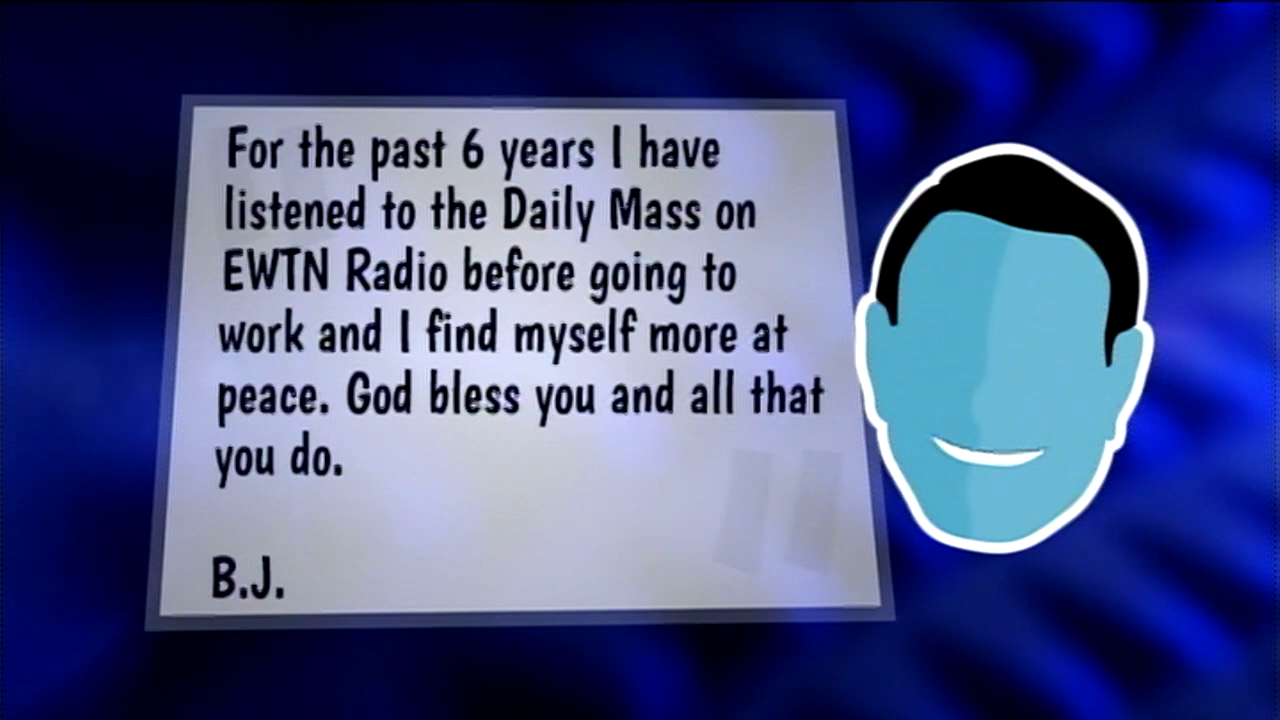 For the past 6 years I have
listened to the Daily Mass on
EWTN Radio before going to
work and I find myself more at
peace. God bless you and all that
you do.
B.J.